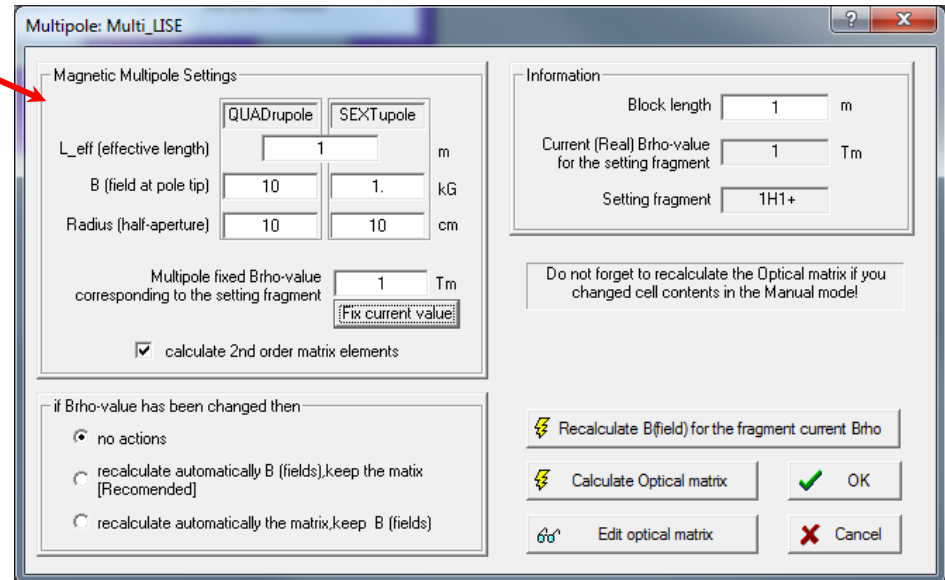 Multipole: Multi_LISE
Magnetic Multipole Settings
QUADrupole SEXTupole
L_eff (effective length) 1 m
B (field at pole tip) 10 1. kG
Radius (half-aperture) 10 10 cm
Multipole fixed Brho-value
corresponding to the setting fragment 1 Tm
Fix current value
calculate 2nd order matrix elements
if Brho-value has been changed then
no actions
recalculate automatically B (fields),keep the matix
[Recomended]
recalculate automatically the matrix,keep B (fields)
Information
Block length 1 m
Current (Real) Brho-value
for the setting fragment 1 Tm
Setting fragment 1H1+
Do not forget to recalculate the Optical matrix if you
changed cell contents in the Manual mode!
Recalculate B(field) for the fragment current Brho
Calculate Optical matrix
OK
Edit optical matrix
Cancel